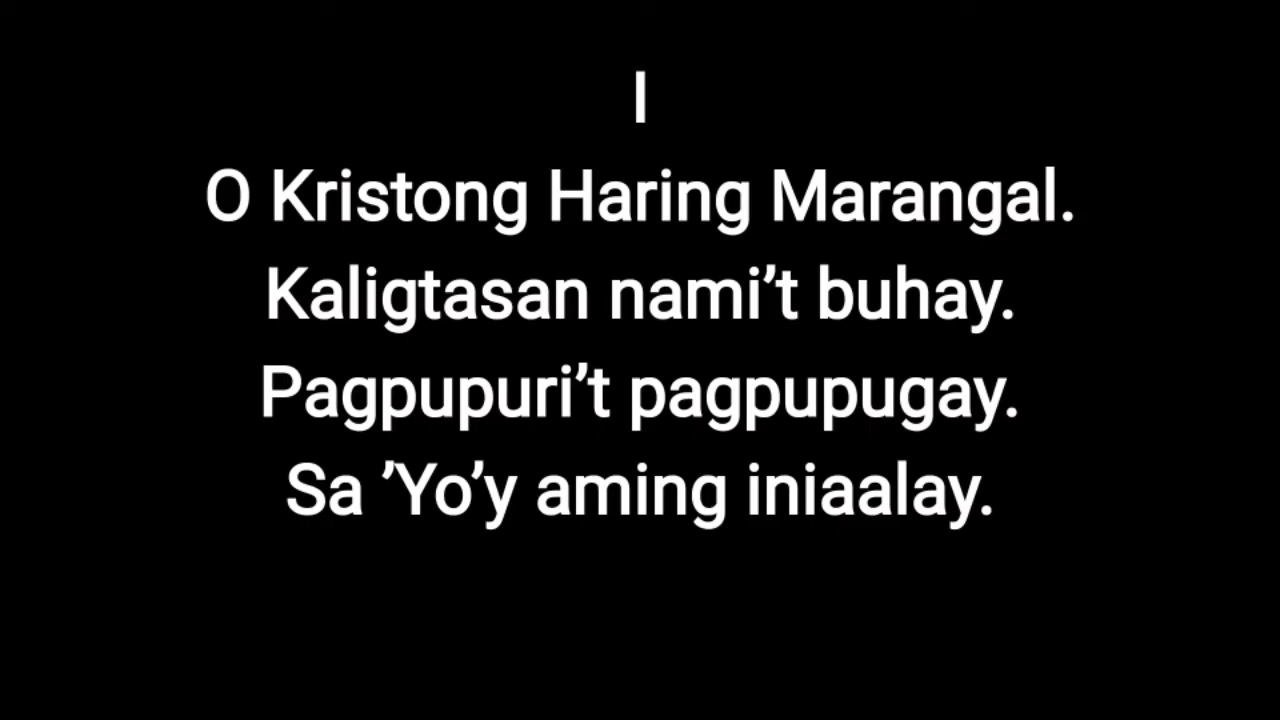 I
O Kristong Haring Marangal.
Kaligtasan nami’t buhay.
Pagpupuri’t pagpupugay.
Sa ’Yo’y aming iniaalay.